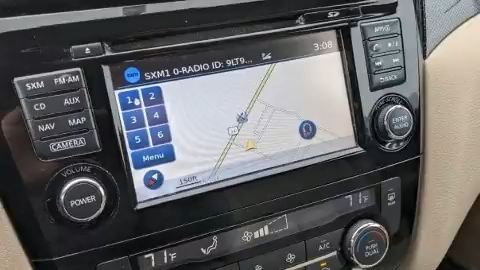 SD
SXM1 0-RADIO ID: 9LT9...
3:08
SXM FM·AM
CD AUX
NAV MAP
CAMERA
1 2
3 4
5 6
Menu
150ft
BACK
ENTER
AUDIO
VOLUME
POWER
71°F
71°F
A/C
PUSH
DUAL